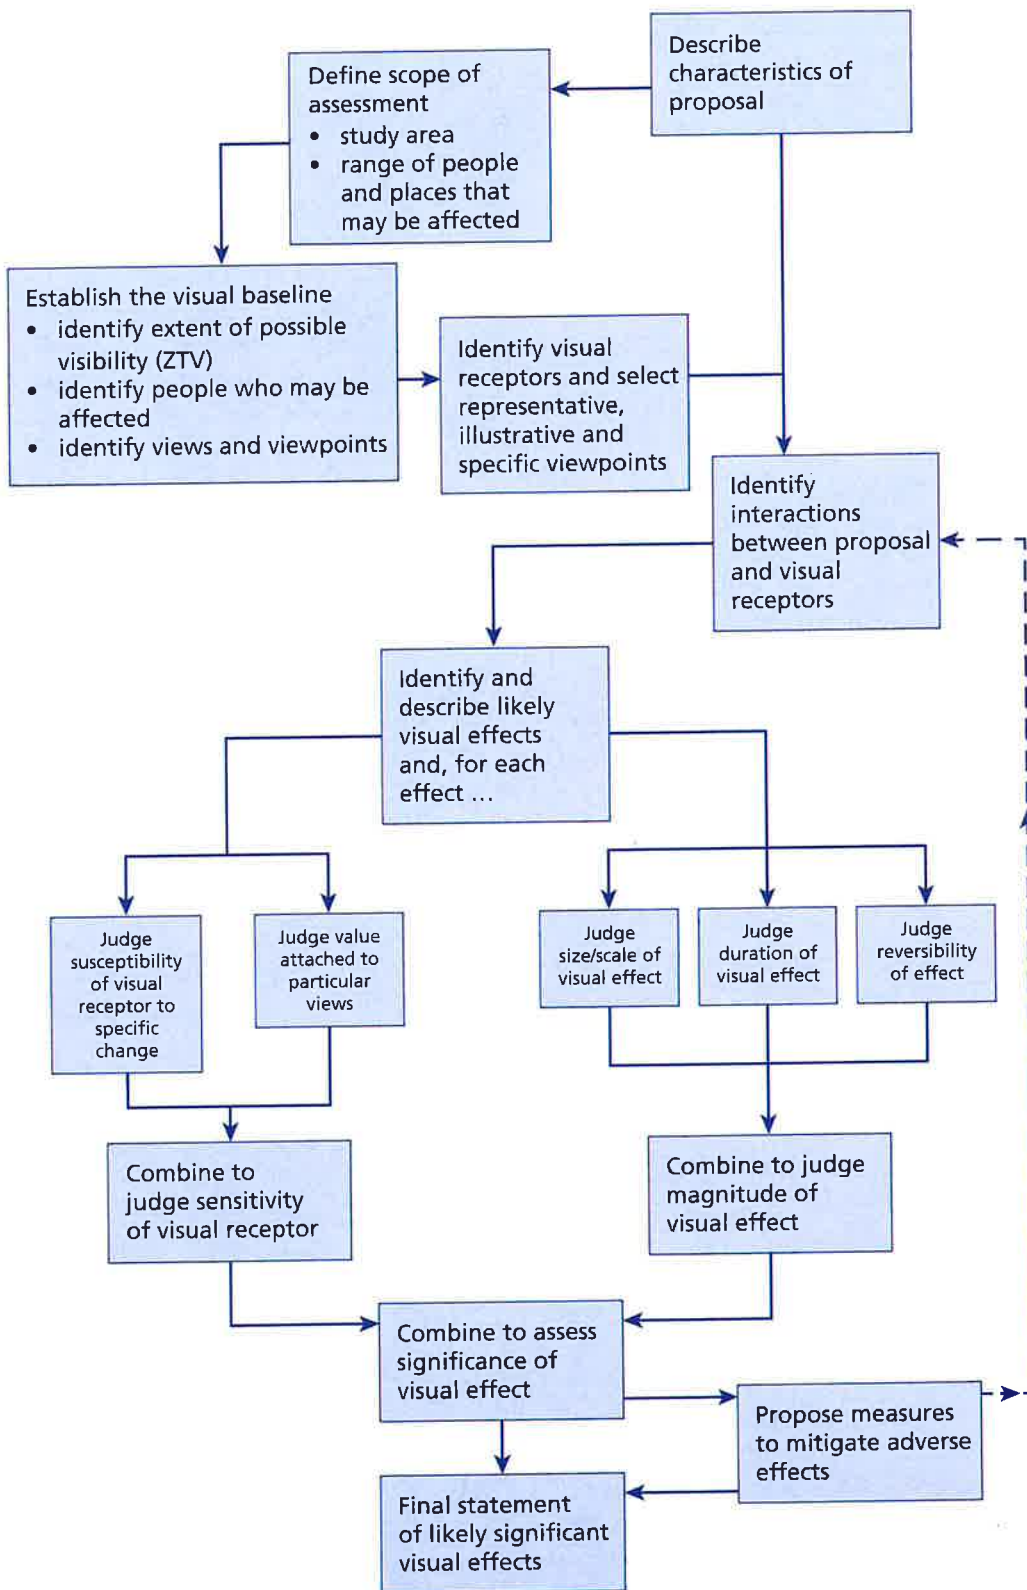 Describe
characteristics of
proposal
Define scope of
assessment
• study area
• range of people
and places that
may be affected
Establish the visual baseline
• identify extent of possible
visibility (ZTV)
• identify people who may be
affected
• identify views and viewpoints
Identify visual
receptors and select
representative,
illustrative and
specific viewpoints
Identify
interactions
between proposal
and visual
receptors
Identify and
describe likely
visual effects
and, for each
effect ...
Judge
susceptibility
of visual
receptor to
specific
change
Judge value
attached to
particular
views
Judge
size/scale of
visual effect
Judge
duration of
visual effect
Judge
reversibility
of effect
Combine to
judge sensitivity
of visual receptor
Combine to judge
magnitude of
visual effect
Combine to assess
significance of
visual effect
Propose measures
to mitigate adverse
effects
Final statement
of likely significant
visual effects